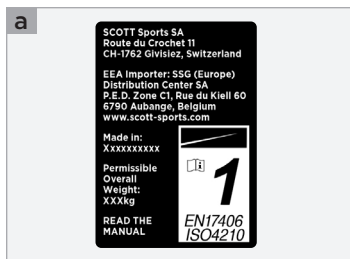 a
SCOTT Sports SA
Route du Crochet 11
CH-1762 Givisiez, Switzerland
EEA Importer: SSG (Europe)
Distribution Center SA
P.E.D. Zone C1, Rue du Kiell 60
6790 Aubange, Belgium
www.scott-sports.com
Made in:
Xxxxxxxxxx
Permissible
Overall
Weight:
XXXkg
READ THE
MANUAL
i
1
EN17406
ISO4210